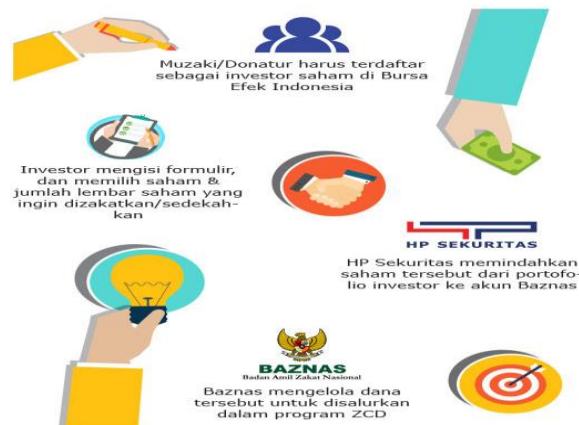 Muzaki/Donatur harus terdaftar
sebagai investor saham di Bursa
Efek Indonesia
Investor mengisi formulir,
dan memilih saham &
jumlah lembar saham yang
ingin dizakatkan/sedekah-
kan
HP SEKURITAS
HP Sekuritas memindahkan
saham tersebut dari portofo-
lio investor ke akun Baznas
BAZNAS
Badan Amil Zakat Nasional
Baznas mengelola dana
tersebut untuk disalurkan
dalam program ZCD